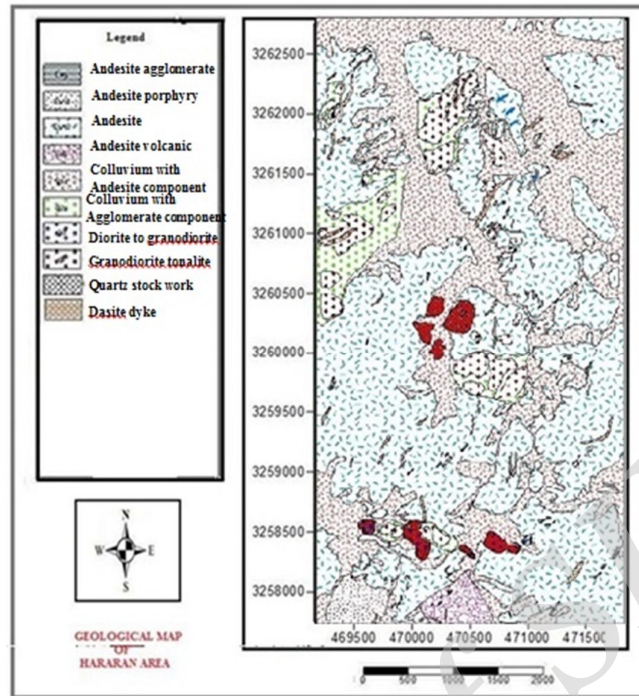 Legend
Andesite agglomerate
Andesite porphyry
Andesite
Andesite volcanic
Colluvium with
Andesite component
Colluvium with
Agglomerate component
Diorite to granodiorite
Granodiorite tonalite
Quartz stock work
Dasite dyke
N
W E
S
GEOLOGICAL MAP
OF
HARARAN AREA
3262500
3262000
3261500
3261000
3260500
3260000
3259500
3259000
3258500
3258000
469500 470000 470500 471000 471500
0 500 1000 1500 2000